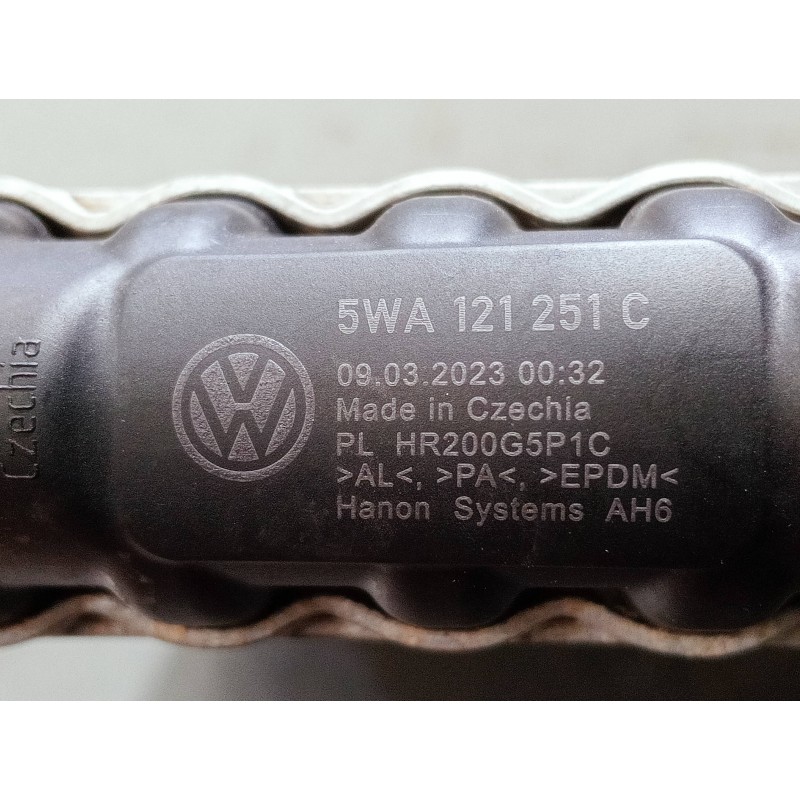 5WA 121 251 C
09.03.2023 00:32
Made in Czechia
PL HR200G5P1C
>AL<, >PA<, >EPDM<
Hanon Systems AH6
VW
Czechia